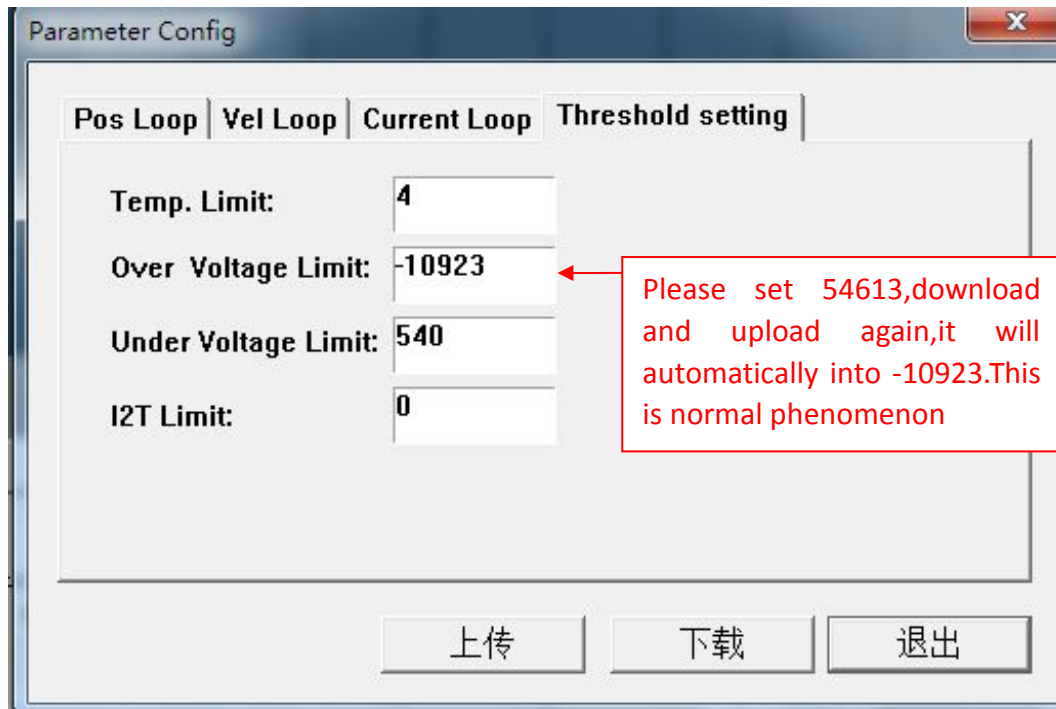 Parameter Config
Pos Loop Vel Loop Current Loop Threshold setting
Temp. Limit: 4
Over Voltage Limit: -10923
Under Voltage Limit: 540
I2T Limit: 0
Please set 54613,download
and upload again,it will
automatically into -10923.This
is normal phenomenon
上传 下载 退出